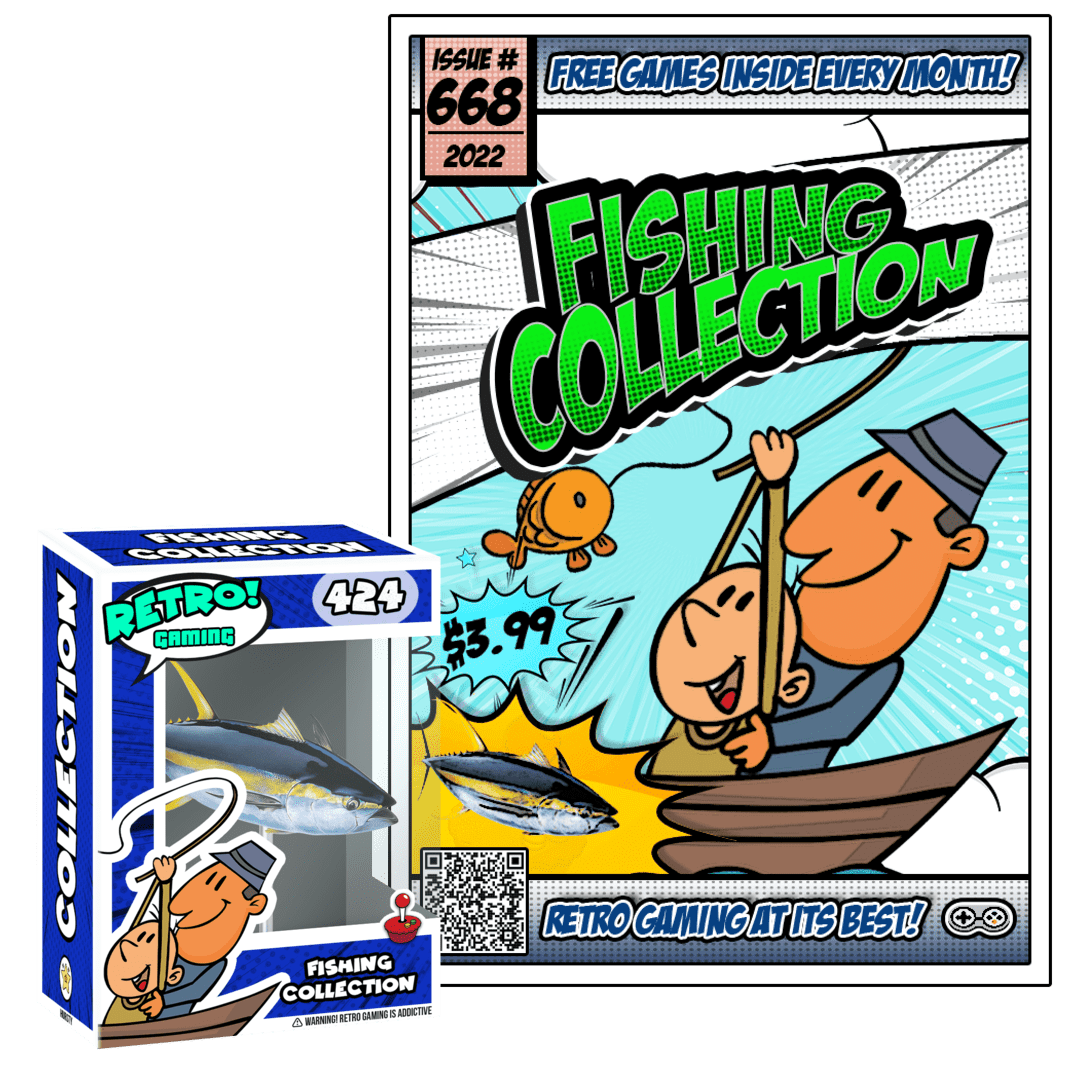 ISSUE #
668
2022
FREE GAMES INSIDE EVERY MONTH!
FISHING
COLLECTION
$3.99
RETRO GAMING AT ITS BEST!
FISHING
COLLECTION
COLLECTION
RETRO!
GAMING
424
FISHING
COLLECTION
⚠ WARNING! RETRO GAMING IS ADDICTIVE